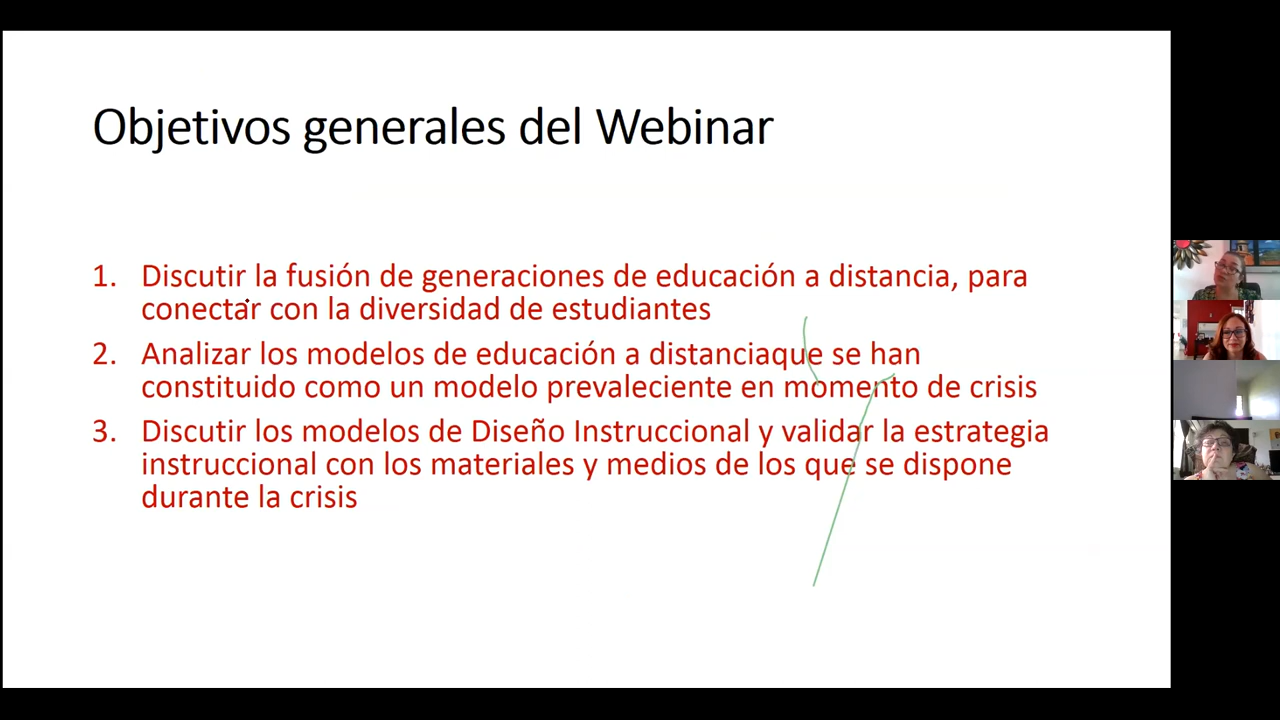 Objetivos generales del Webinar
1. Discutir la fusión de generaciones de educación a distancia, para
conectar con la diversidad de estudiantes
2. Analizar los modelos de educación a distanciaque se han
constituido como un modelo prevaleciente en momento de crisis
3. Discutir los modelos de Diseño Instruccional y validar la estrategia
instruccional con los materiales y medios de los que se dispone
durante la crisis